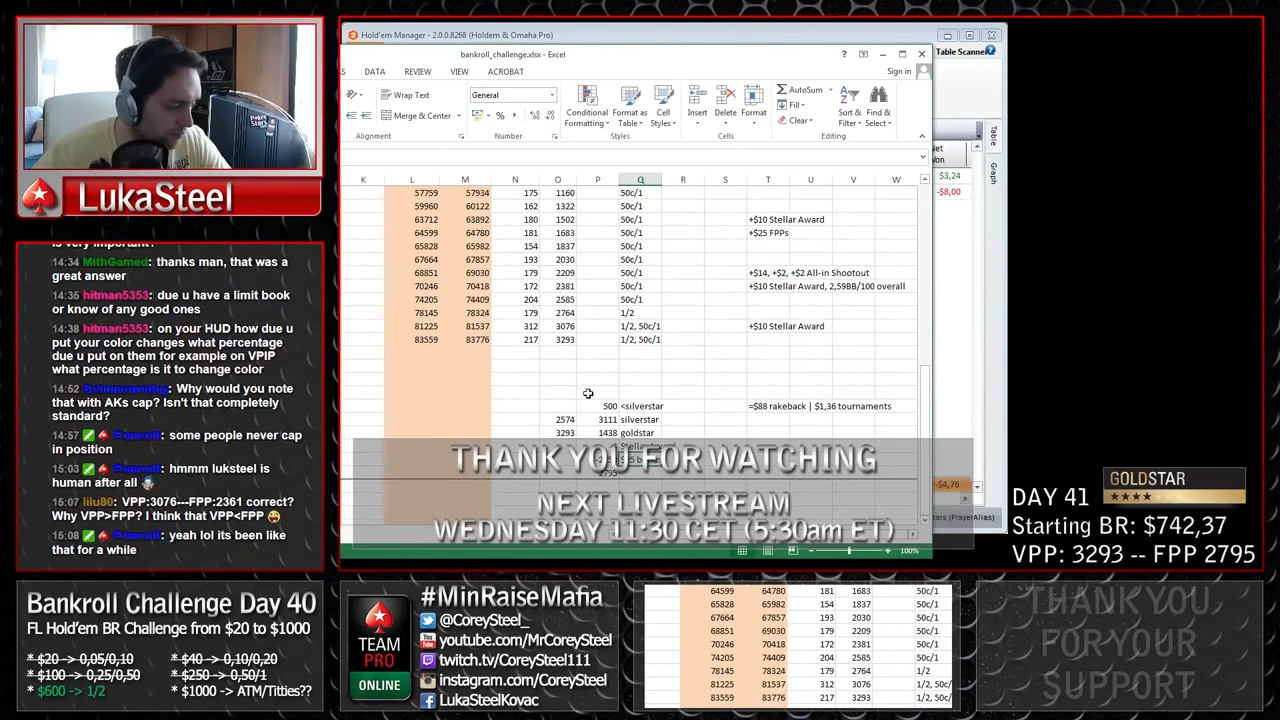 Hold'em Manager - 2.0.0.8268 (Holdem & Omaha Pro)
Table Scanner
bankroll_challenge.xlsx - Excel
DATA REVIEW VIEW ACROBAT
Sign in
Wrap Text
General
AutoSum
Fill
Clear
Merge & Center
Conditional Formatting
Format as Table
Cell Styles
Insert Delete Format
Sort & Filter
Find & Select
Alignment Number Styles Cells Editing
Table
Graph
Net Won
$3,24
-$8,00
-$4,76
K L M N O P Q R S T U V W
57759 57934 175 1160 50c/1
59960 60122 162 1322 50c/1
63712 63892 180 1502 50c/1 +$10 Stellar Award
64599 64780 181 1683 50c/1 +$25 FPPs
65828 65982 154 1837 50c/1
67664 67857 193 2030 50c/1
68851 69030 179 2209 50c/1 +$14, +$2, +$2 All-in Shootout
70246 70418 172 2381 50c/1 +$10 Stellar Award, 2,59BB/100 overall
74205 74409 204 2585 50c/1
78145 78324 179 2764 1/2
81225 81537 312 3076 1/2, 50c/1 +$10 Stellar Award
83559 83776 217 3293 1/2, 50c/1
500 <silverstar =$88 rakeback | $1,36 tournaments
2574 3111 silverstar
3293 1438 goldstar
2795
100%
THANK YOU FOR WATCHING
NEXT LIVESTREAM
WEDNESDAY 11:30 CET (5:30am ET)
LukaSteel
is very important?
14:34 MithGamed: thanks man, that was a
great answer
14:35 hitman5353: due u have a limit book
or know of any good ones
14:38 hitman5353: on your HUD how due u
put your color changes what percentage
due u put on them for example on VPIP
what percentage is it to change color
14:52 Why would you note
that with AKs cap? Isn't that completely
standard?
14:57 Freeroll: some people never cap
in position
15:03 Freeroll: hmmm luksteel is
human after all
15:07 lilu80: VPP:3076---FPP:2361 correct?
Why VPP>FPP? I think that VPP<FPP
15:08 Freeroll: yeah lol its been like
that for a while
GOLDSTAR
DAY 41
Starting BR: $742,37
VPP: 3293 -- FPP 2795
Bankroll Challenge Day 40
FL Hold'em BR Challenge from $20 to $1000
* $20 -> 0,05/0,10 * $40 -> 0,10/0,20
* $100 -> 0,25/0,50 * $250 -> 0,50/1
* $600 -> 1/2 * $1000 -> ATM/Titties??
TEAM
PRO
ONLINE
#MinRaiseMafia
@CoreySteel_
youtube.com/MrCoreySteel
twitch.tv/CoreySteel111
instagram.com/CoreySteel
LukaSteelKovac
64599 64780 181 1683 50c/1
65828 65982 154 1837 50c/1
67664 67857 193 2030 50c/1
68851 69030 179 2209 50c/1
70246 70418 172 2381 50c/1
74205 74409 204 2585 50c/1
78145 78324 179 2764 1/2
81225 81537 312 3076 1/2, 50c/
83559 83776 217 3293 1/2, 50c/
THANK YOU
FOR YOUR
SUPPORT